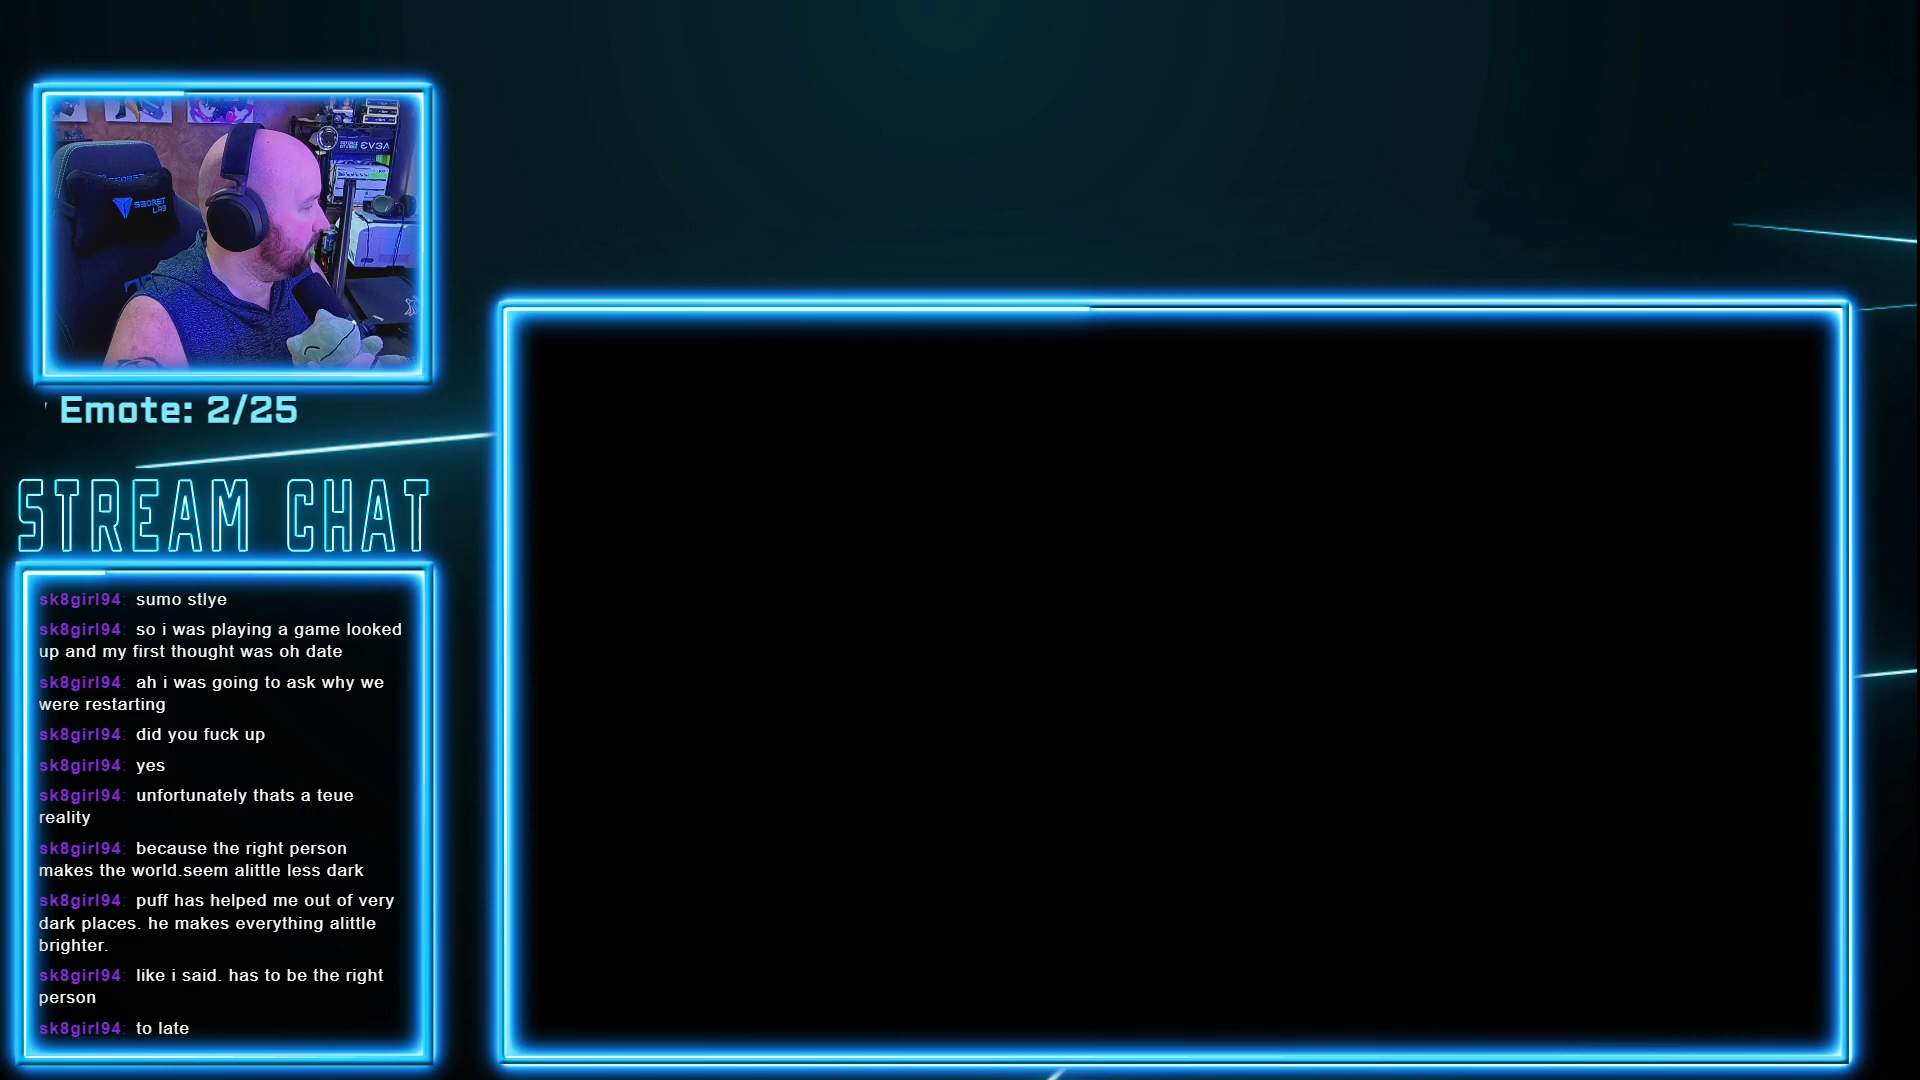 EVGA
SECRET
LAB
Emote: 2/25
STREAM CHAT
sk8girl94: sumo stlye
sk8girl94: so i was playing a game looked
up and my first thought was oh date
sk8girl94: ah i was going to ask why we
were restarting
sk8girl94: did you fuck up
sk8girl94: yes
sk8girl94: unfortunately thats a teue
reality
sk8girl94: because the right person
makes the world.seem alittle less dark
sk8girl94: puff has helped me out of very
dark places. he makes everything alittle
brighter.
sk8girl94: like i said. has to be the right
person
sk8girl94: to late